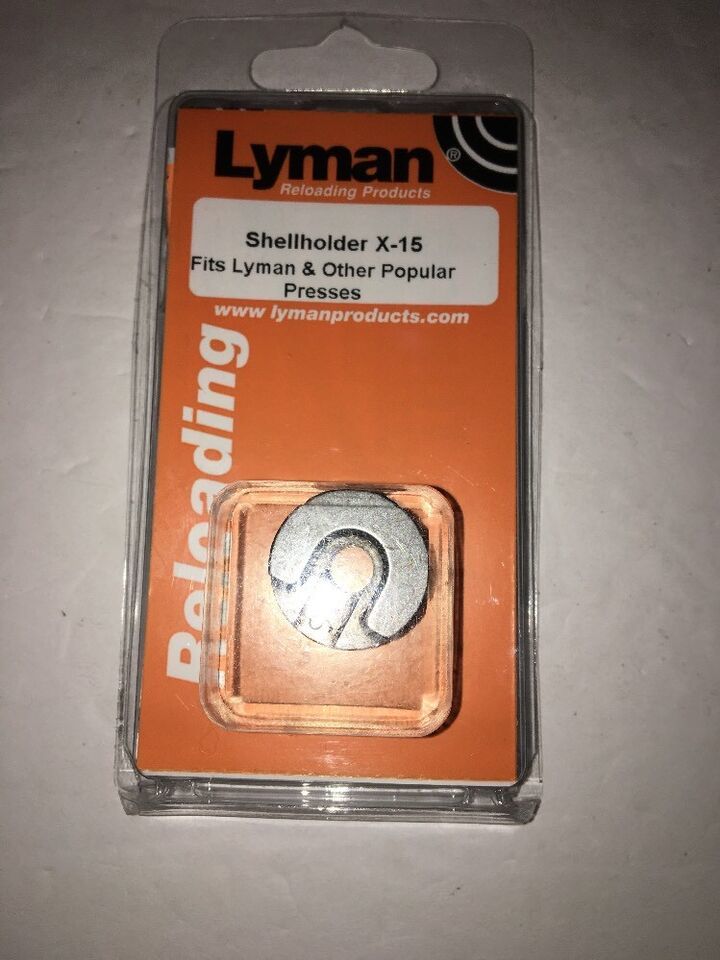 Lyman®
Reloading Products
Shellholder X-15
Fits Lyman & Other Popular
Presses
www.lymanproducts.com
Reloading